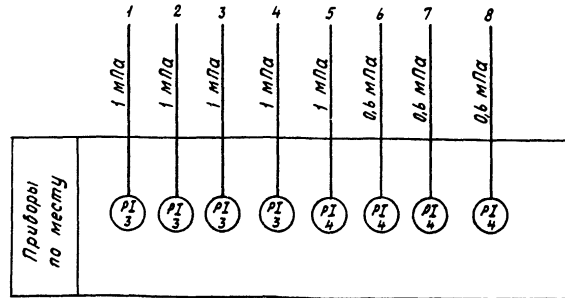 1 2 3 4 5 6 7 8
1 мПа 1 мПа 1 мПа 1 мПа 1 мПа 0,6 мПа 0,6 мПа 0,6 мПа
Приборы
по месту
PI PI PI PI PI PI PI PI
3 3 3 3 4 4 4 4